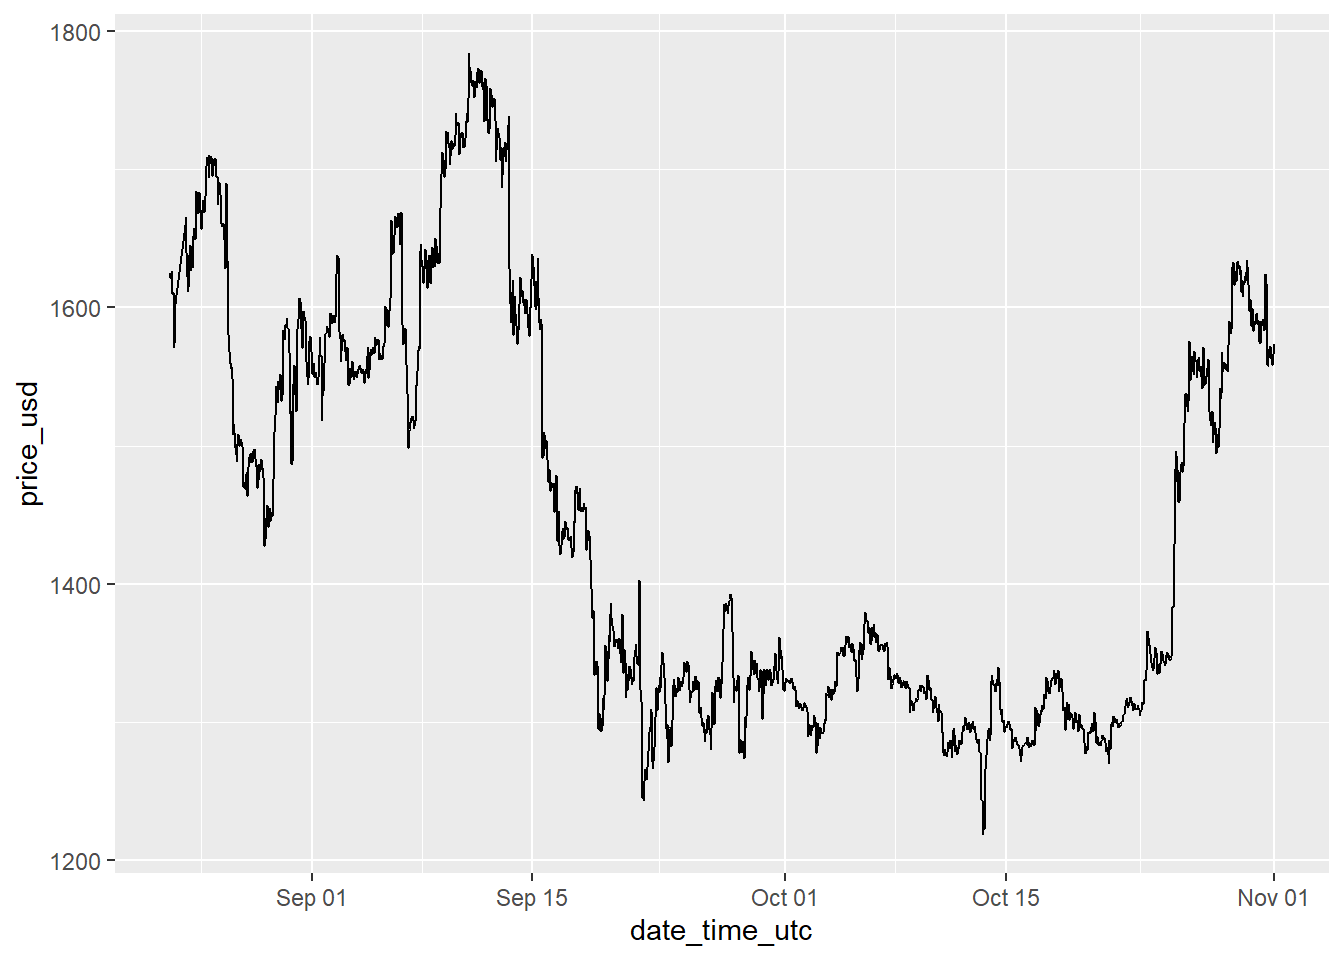 1800
1600
1400
1200
price_usd
Sep 01
Sep 15
Oct 01
Oct 15
Nov 01
date_time_utc